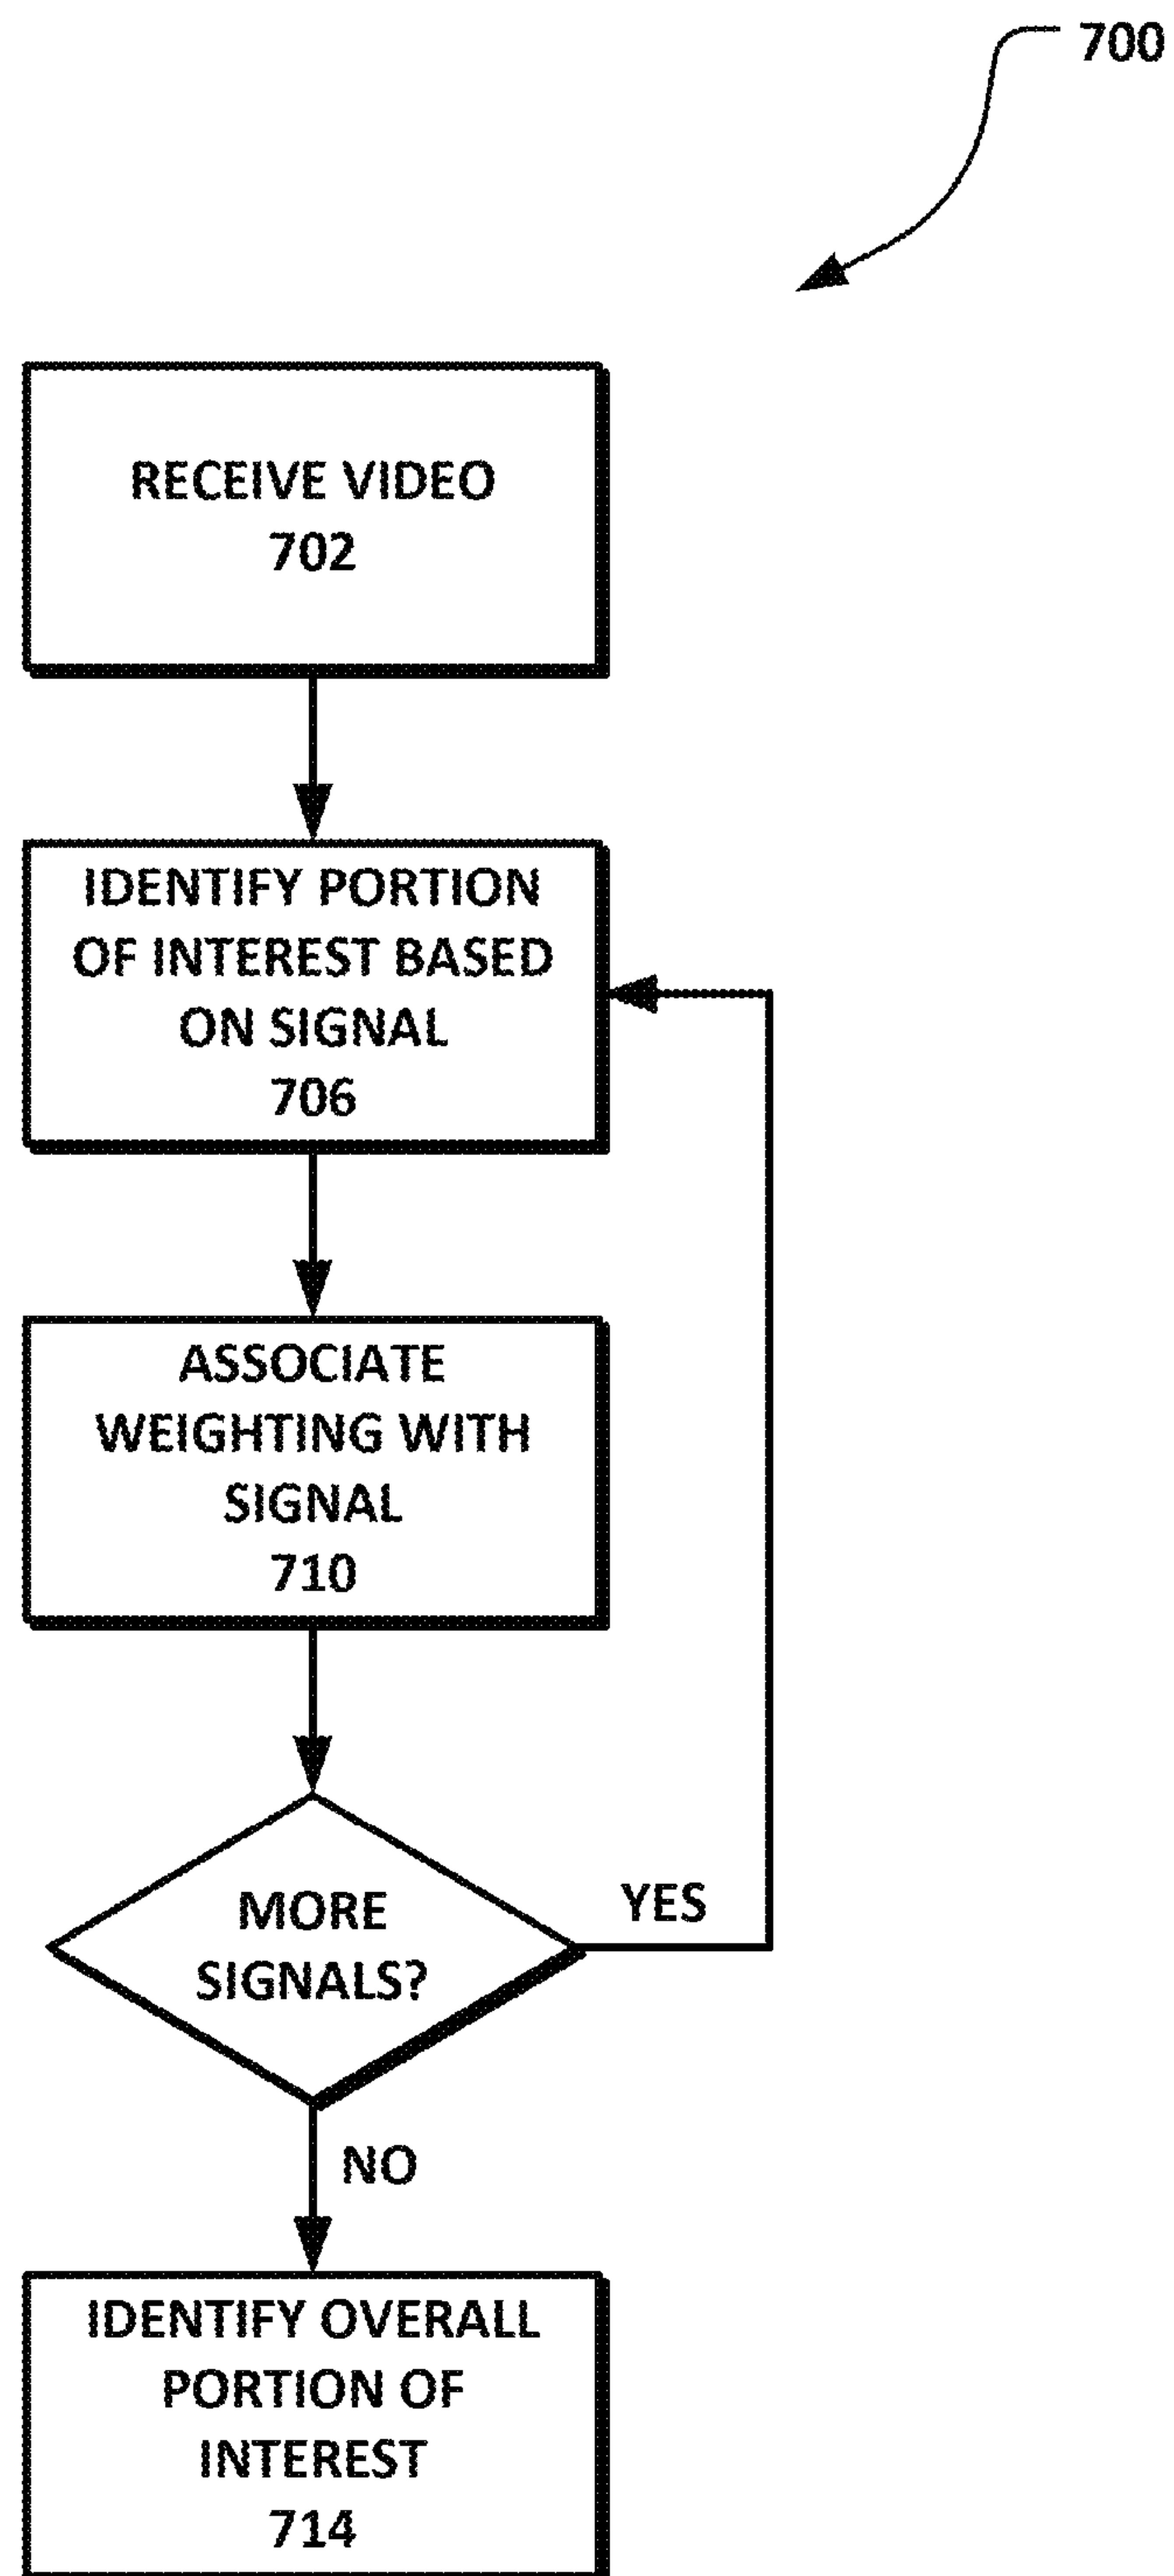 700
RECEIVE VIDEO
702
IDENTIFY PORTION
OF INTEREST BASED
ON SIGNAL
706
ASSOCIATE
WEIGHTING WITH
SIGNAL
710
MORE
SIGNALS?
YES
NO
IDENTIFY OVERALL
PORTION OF
INTEREST
714